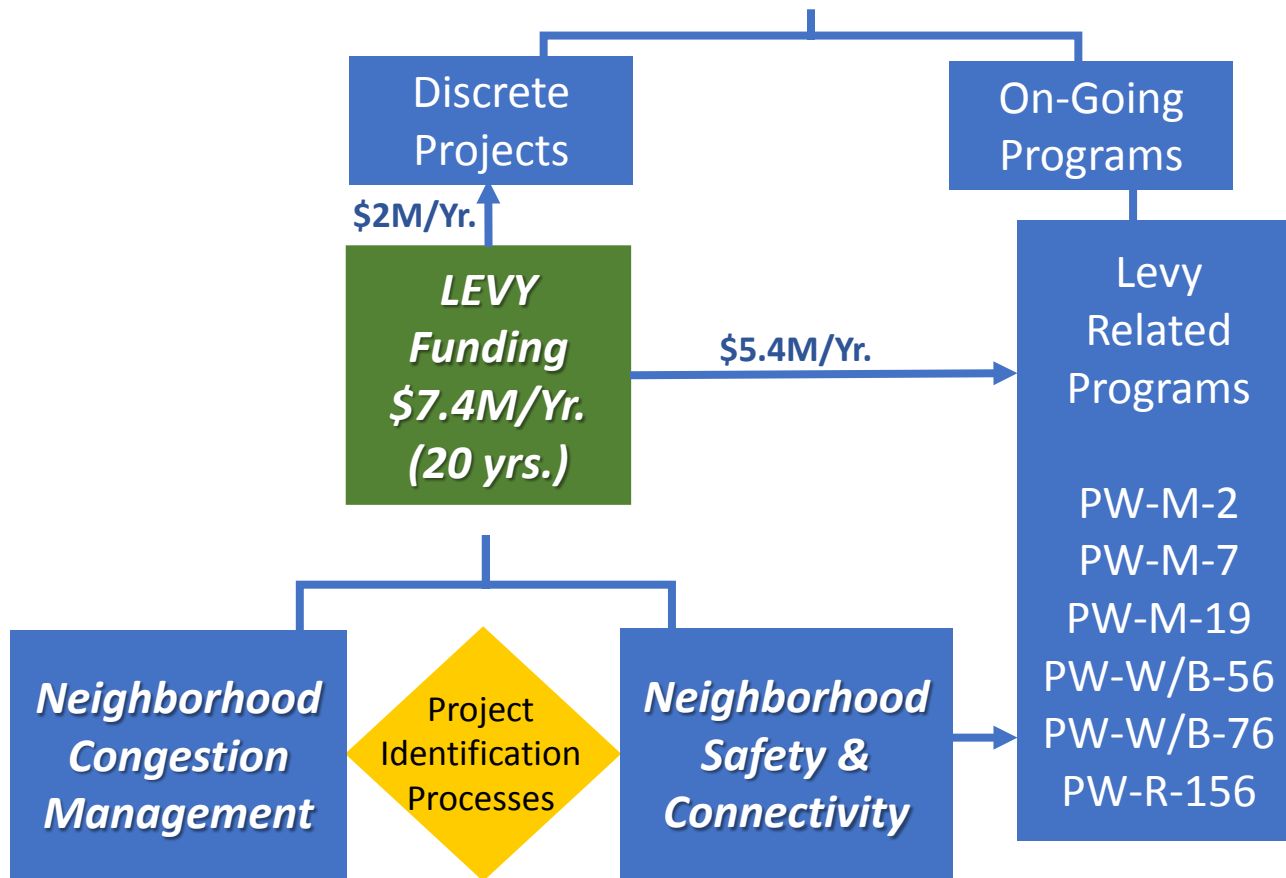 Discrete
Projects
On-Going
Programs
$2M/Yr.
LEVY
Funding
$7.4M/Yr.
(20 yrs.)
$5.4M/Yr.
Levy
Related
Programs
PW-M-2
PW-M-7
PW-M-19
PW-W/B-56
PW-W/B-76
PW-R-156
Neighborhood
Congestion
Management
Project
Identification
Processes
Neighborhood
Safety &
Connectivity